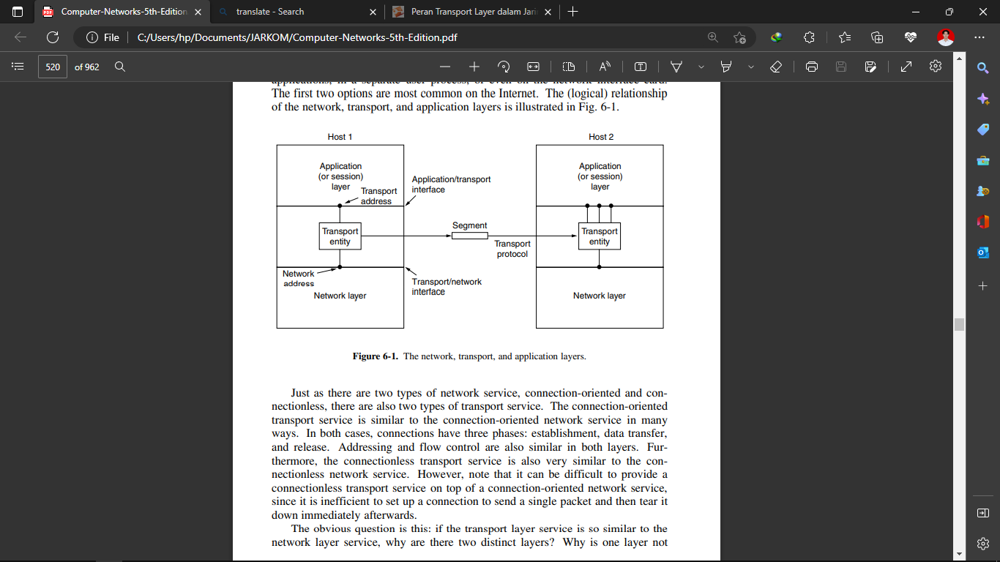 Computer-Networks-5th-Edition
translate - Search
Peran Transport Layer dalam Jari
File
C:/Users/hp/Documents/JARKOM/Computer-Networks-5th-Edition.pdf
520 of 962
applications, in a separate user process, or even on the network interface card.
The first two options are most common on the Internet. The (logical) relationship
of the network, transport, and application layers is illustrated in Fig. 6-1.
Host 1
Host 2
Application
(or session)
layer
Transport
address
Application/transport
interface
Application
(or session)
layer
Transport
entity
Segment
Transport
protocol
Transport
entity
Network
address
Transport/network
interface
Network layer
Network layer
Figure 6-1. The network, transport, and application layers.
Just as there are two types of network service, connection-oriented and con-
nectionless, there are also two types of transport service. The connection-oriented
transport service is similar to the connection-oriented network service in many
ways. In both cases, connections have three phases: establishment, data transfer,
and release. Addressing and flow control are also similar in both layers. Fur-
thermore, the connectionless transport service is also very similar to the con-
nectionless network service. However, note that it can be difficult to provide a
connectionless transport service on top of a connection-oriented network service,
since it is inefficient to set up a connection to send a single packet and then tear it
down immediately afterwards.
The obvious question is this: if the transport layer service is so similar to the
network layer service, why are there two distinct layers? Why is one layer not